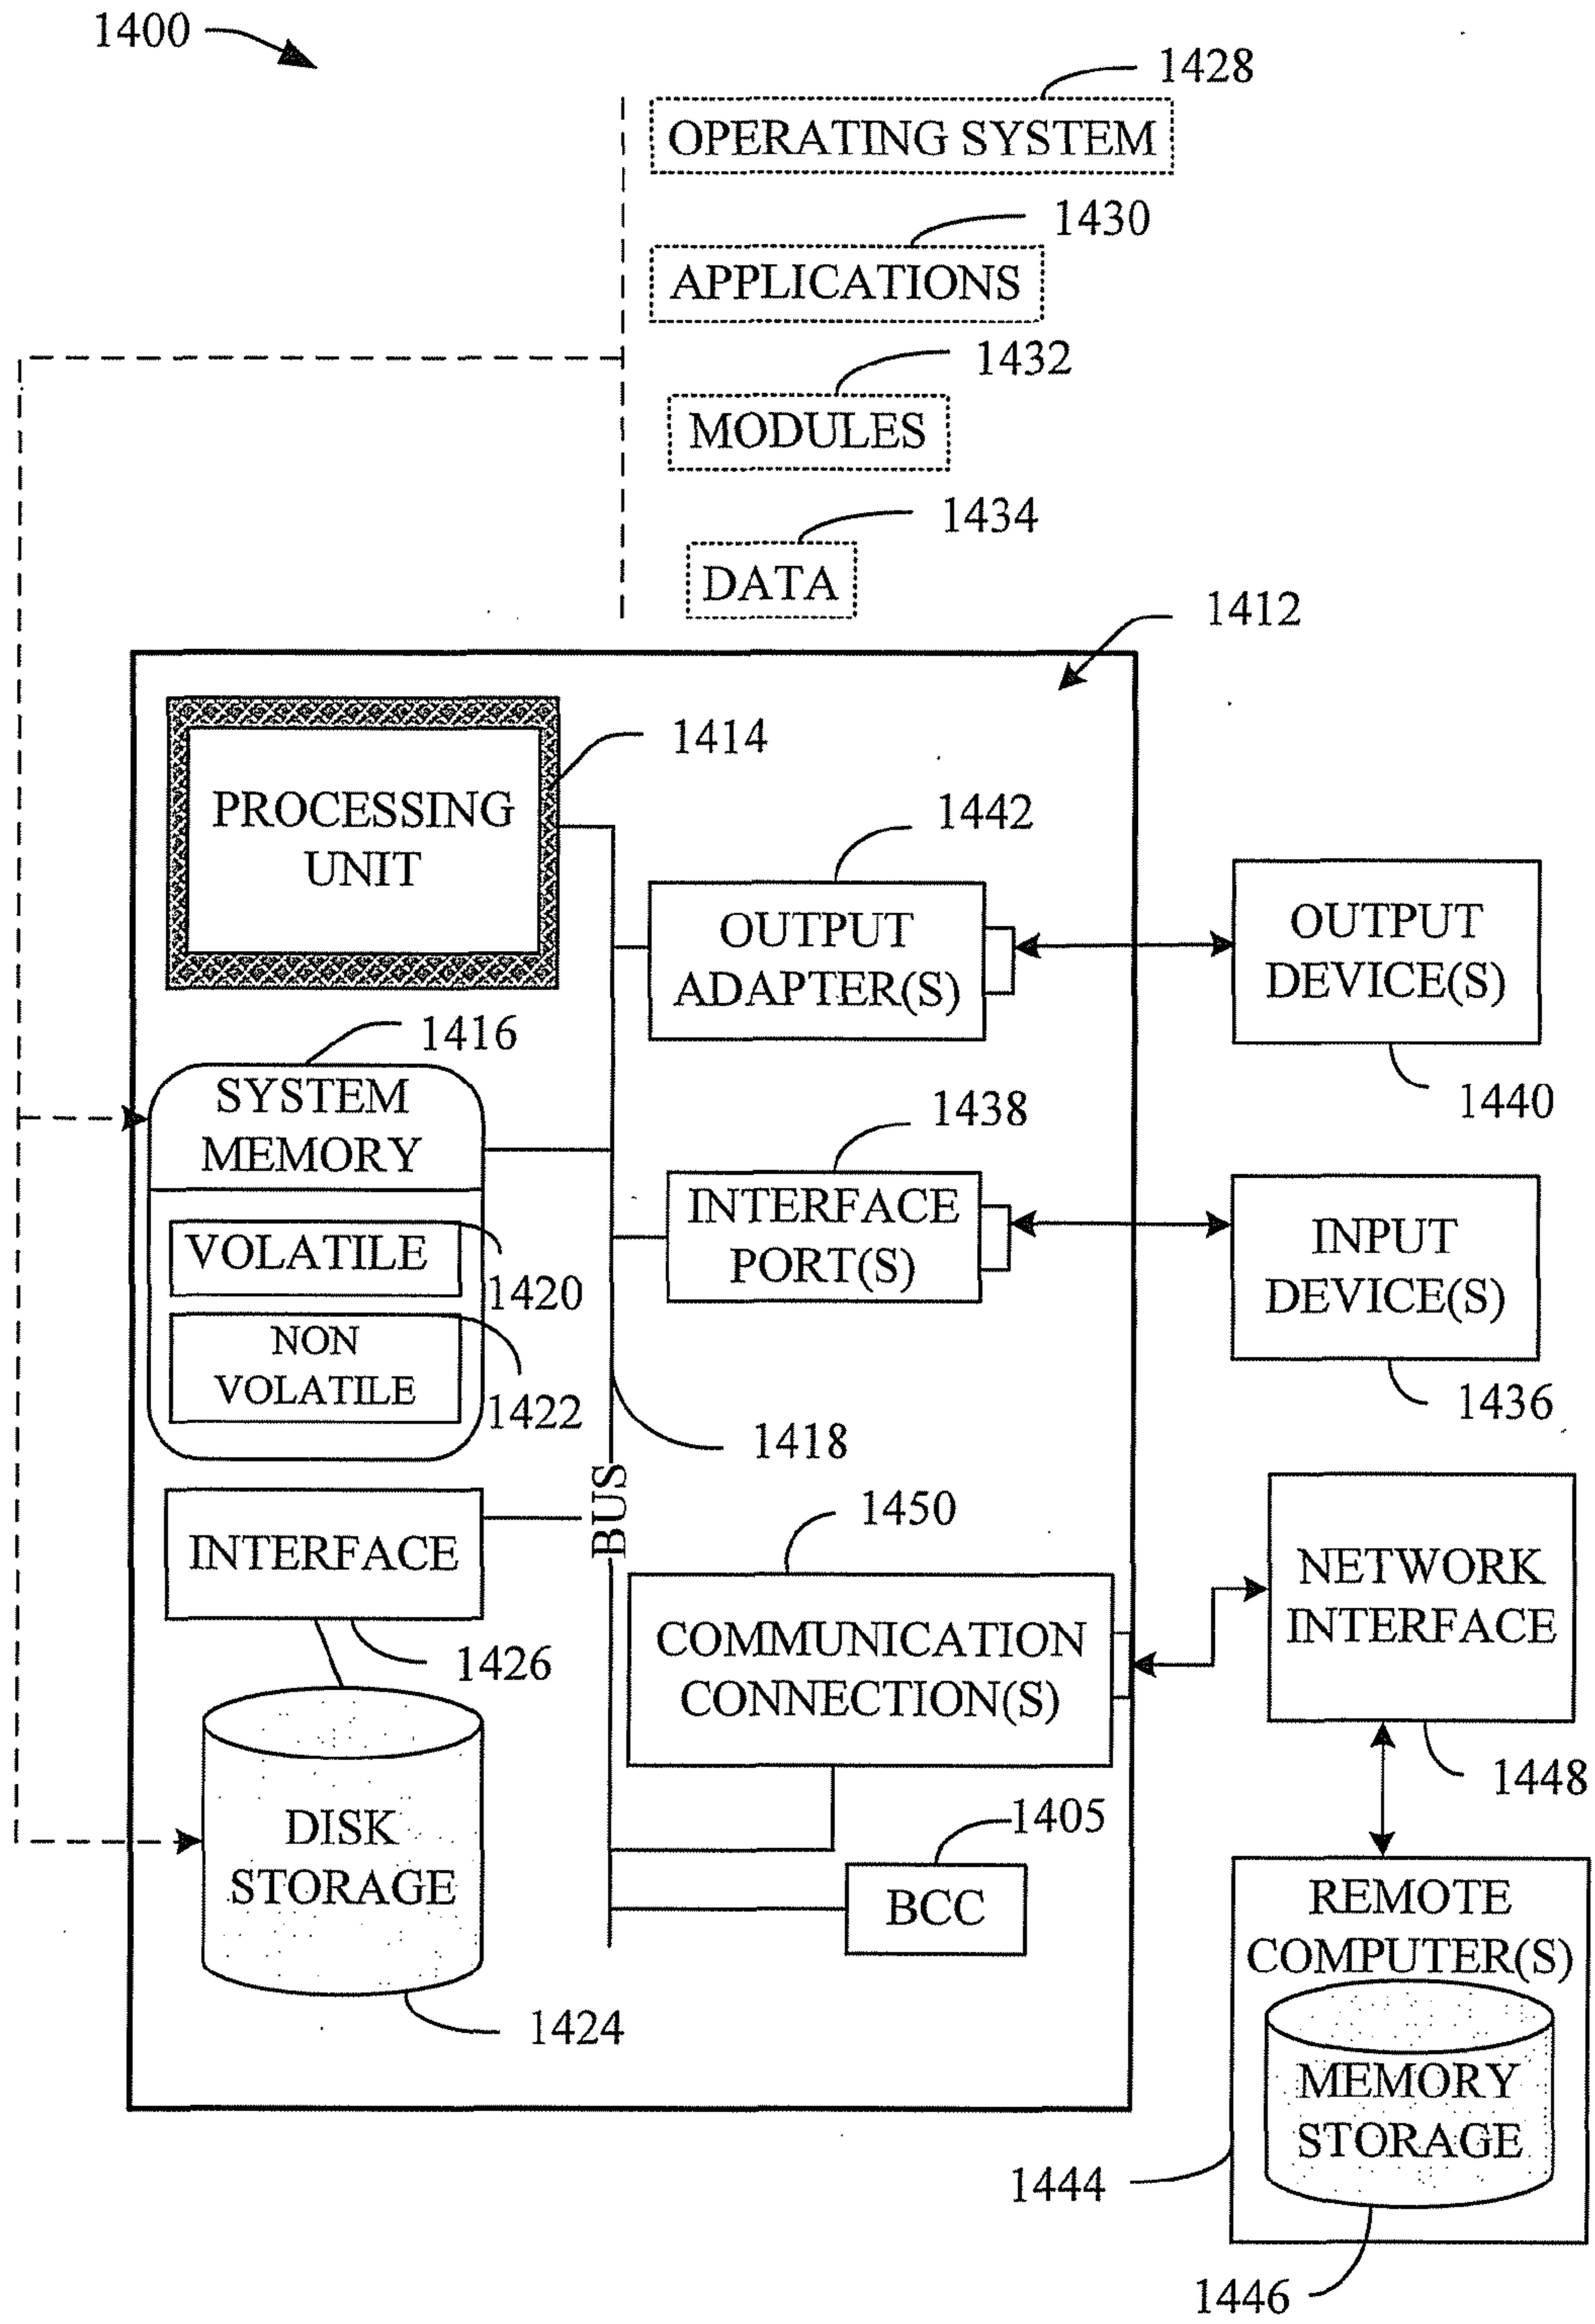 1400
1428
OPERATING SYSTEM
1430
APPLICATIONS
1432
MODULES
1434
DATA
1412
1414
PROCESSING
UNIT
1442
OUTPUT
ADAPTER(S)
OUTPUT
DEVICE(S)
1440
1416
SYSTEM
MEMORY
VOLATILE
1420
NON
VOLATILE
1422
1438
INTERFACE
PORT(S)
INPUT
DEVICE(S)
1436
1418
BUS
INTERFACE
1426
1450
COMMUNICATION
CONNECTION(S)
NETWORK
INTERFACE
1448
DISK
STORAGE
1424
1405
BCC
REMOTE
COMPUTER(S)
MEMORY
STORAGE
1444
1446